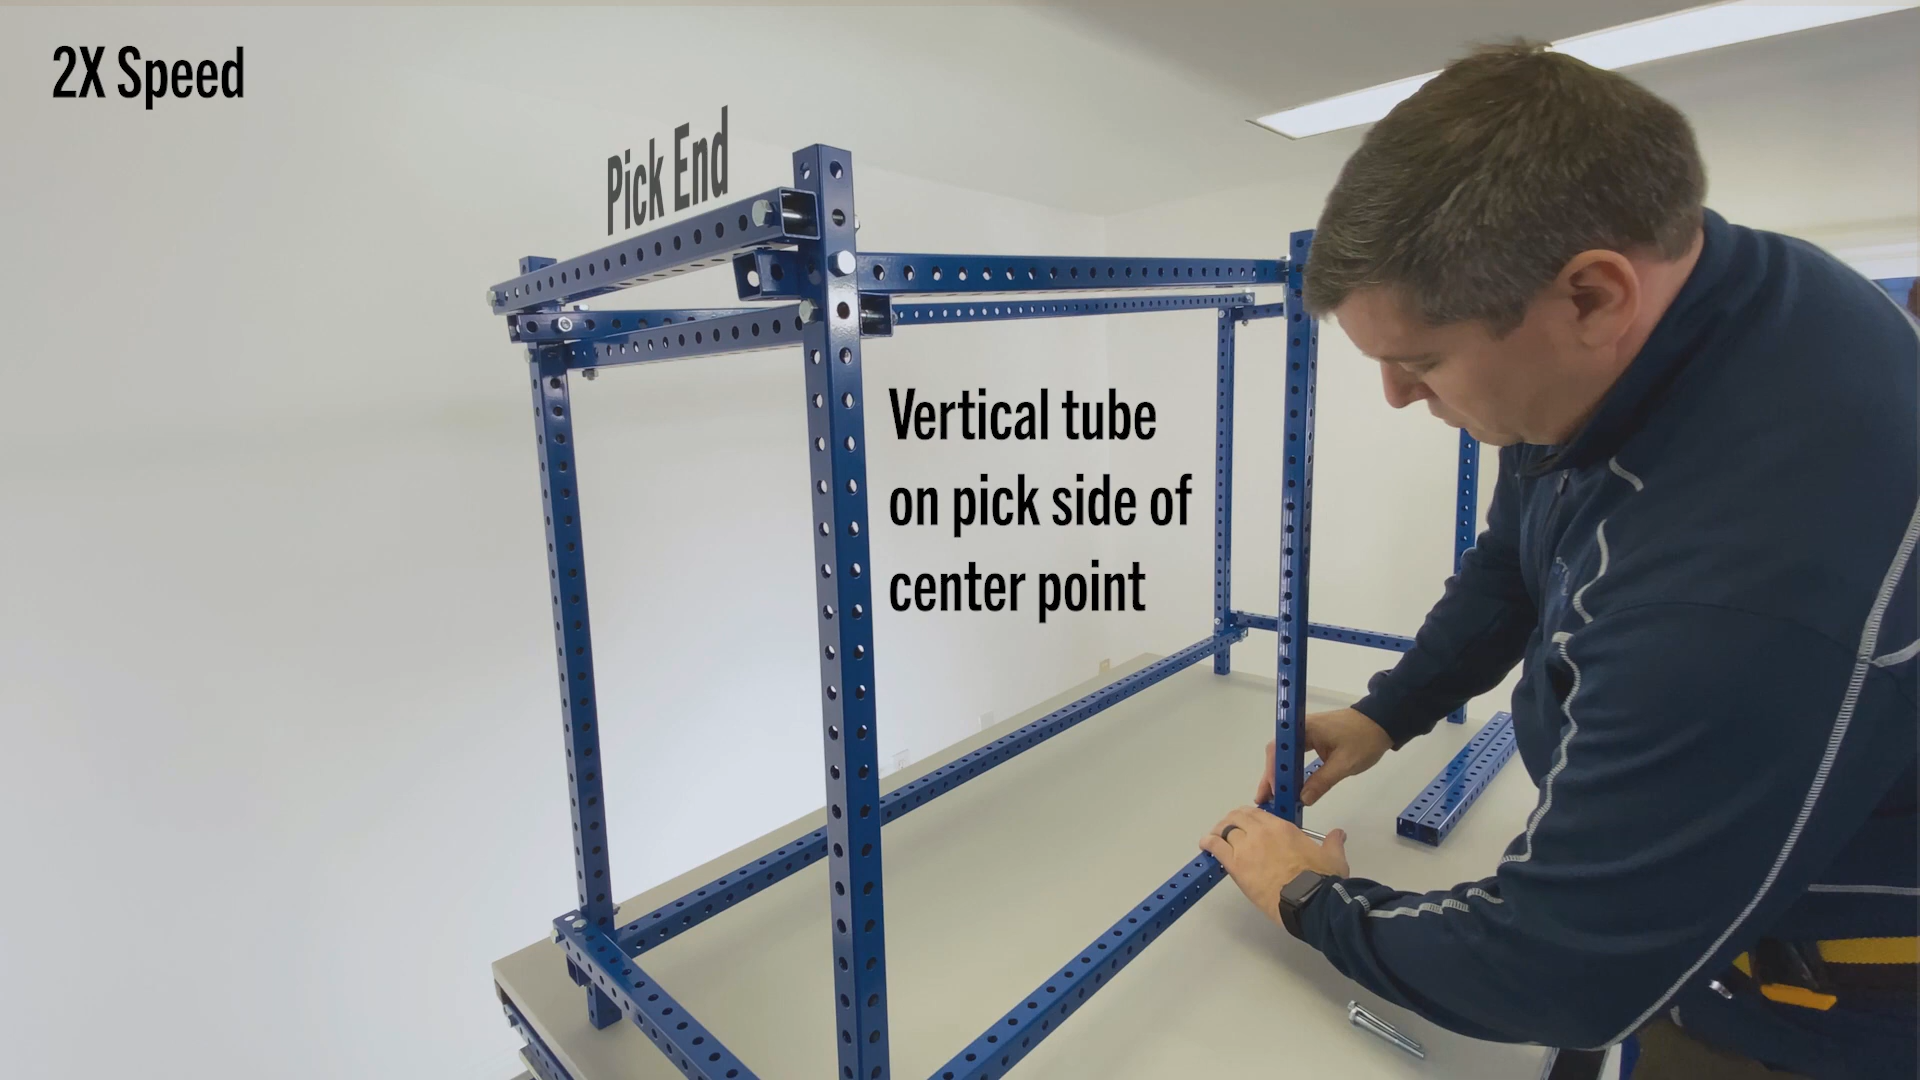 2X Speed
Pick End
Vertical tube
on pick side of
center point